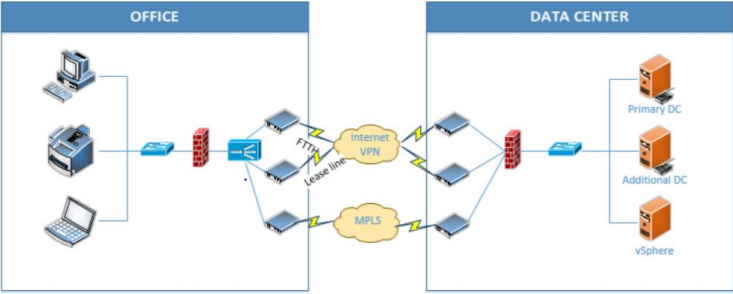 OFFICE
DATA CENTER
FTTH
Lease line
Internet
VPN
MPLS
Primary DC
Additional DC
vSphere